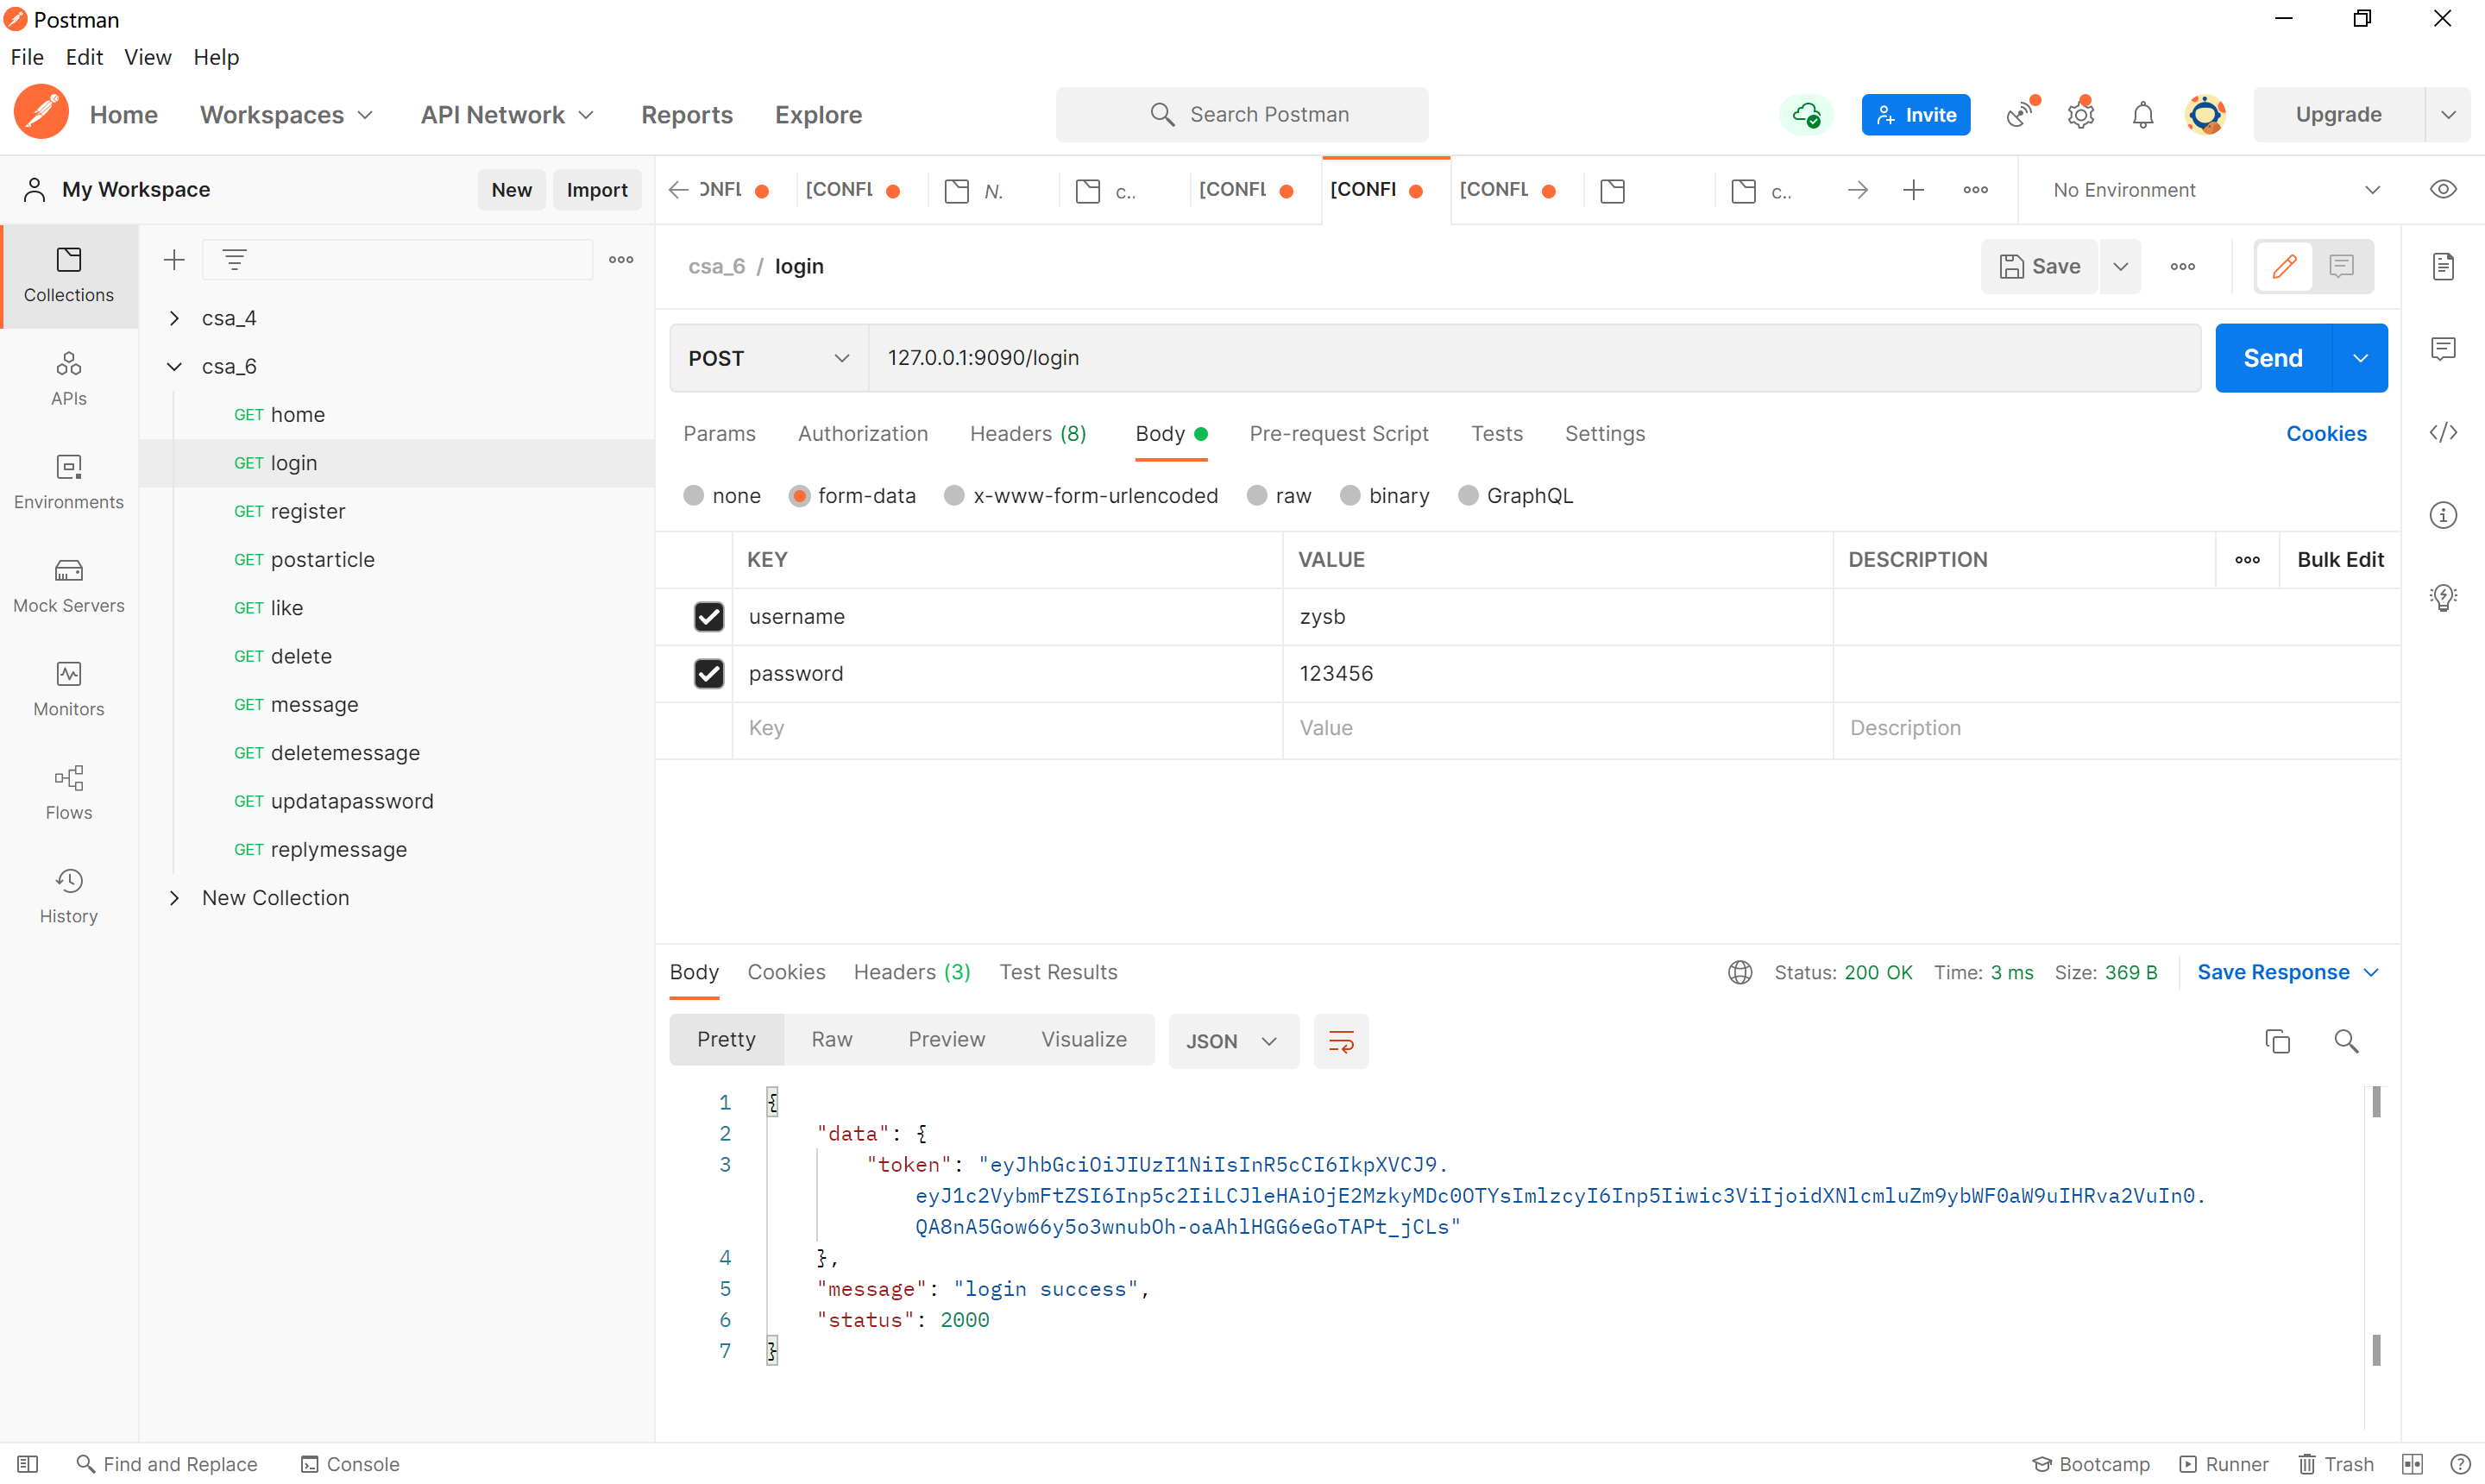 Postman
File Edit View Help
Home Workspaces API Network Reports Explore Search Postman Invite Upgrade
My Workspace New Import
[CONFL N. c.. [CONFL [CONFL [CONFL c.. No Environment
Collections
APIs
Environments
Mock Servers
Monitors
Flows
History
csa_4
csa_6
GET home
GET login
GET register
GET postarticle
GET like
GET delete
GET message
GET deletemessage
GET updatapassword
GET replymessage
New Collection
csa_6 / login Save
POST 127.0.0.1:9090/login Send
Params Authorization Headers (8) Body Pre-request Script Tests Settings Cookies
none form-data x-www-form-urlencoded raw binary GraphQL
KEY VALUE DESCRIPTION Bulk Edit
username zysb
password 123456
Key Value Description
Body Cookies Headers (3) Test Results Status: 200 OK Time: 3 ms Size: 369 B Save Response
Pretty Raw Preview Visualize JSON
1 {
2 "data": {
3 "token": "eyJhbGciOiJIUzI1NiIsInR5cCI6IkpXVCJ9.
eyJ1c2VybmFtZSI6Inp5c2IiLCJleHAiOjE2MzkyMDc0OTYsImlzcyI6Inp5Iiwic3ViIjoidXNlcmluZm9ybWF0aW9uIHRva2VuIn0.
QA8nA5Gow66y5o3wnubOh-oaAhlHGG6eGoTAPt_jCLs"
4 },
5 "message": "login success",
6 "status": 2000
7 }
Find and Replace Console Bootcamp Runner Trash